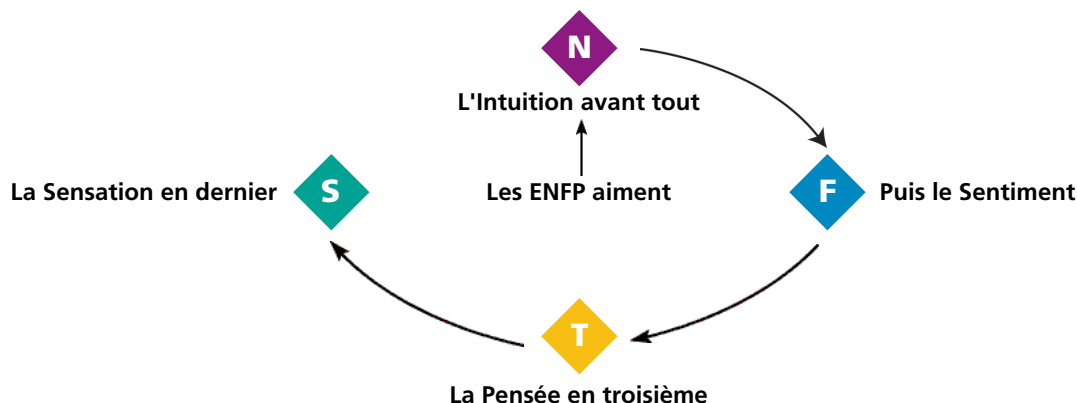 N
L'Intuition avant tout
La Sensation en dernier
S
Les ENFP aiment
F
Puis le Sentiment
T
La Pensée en troisième